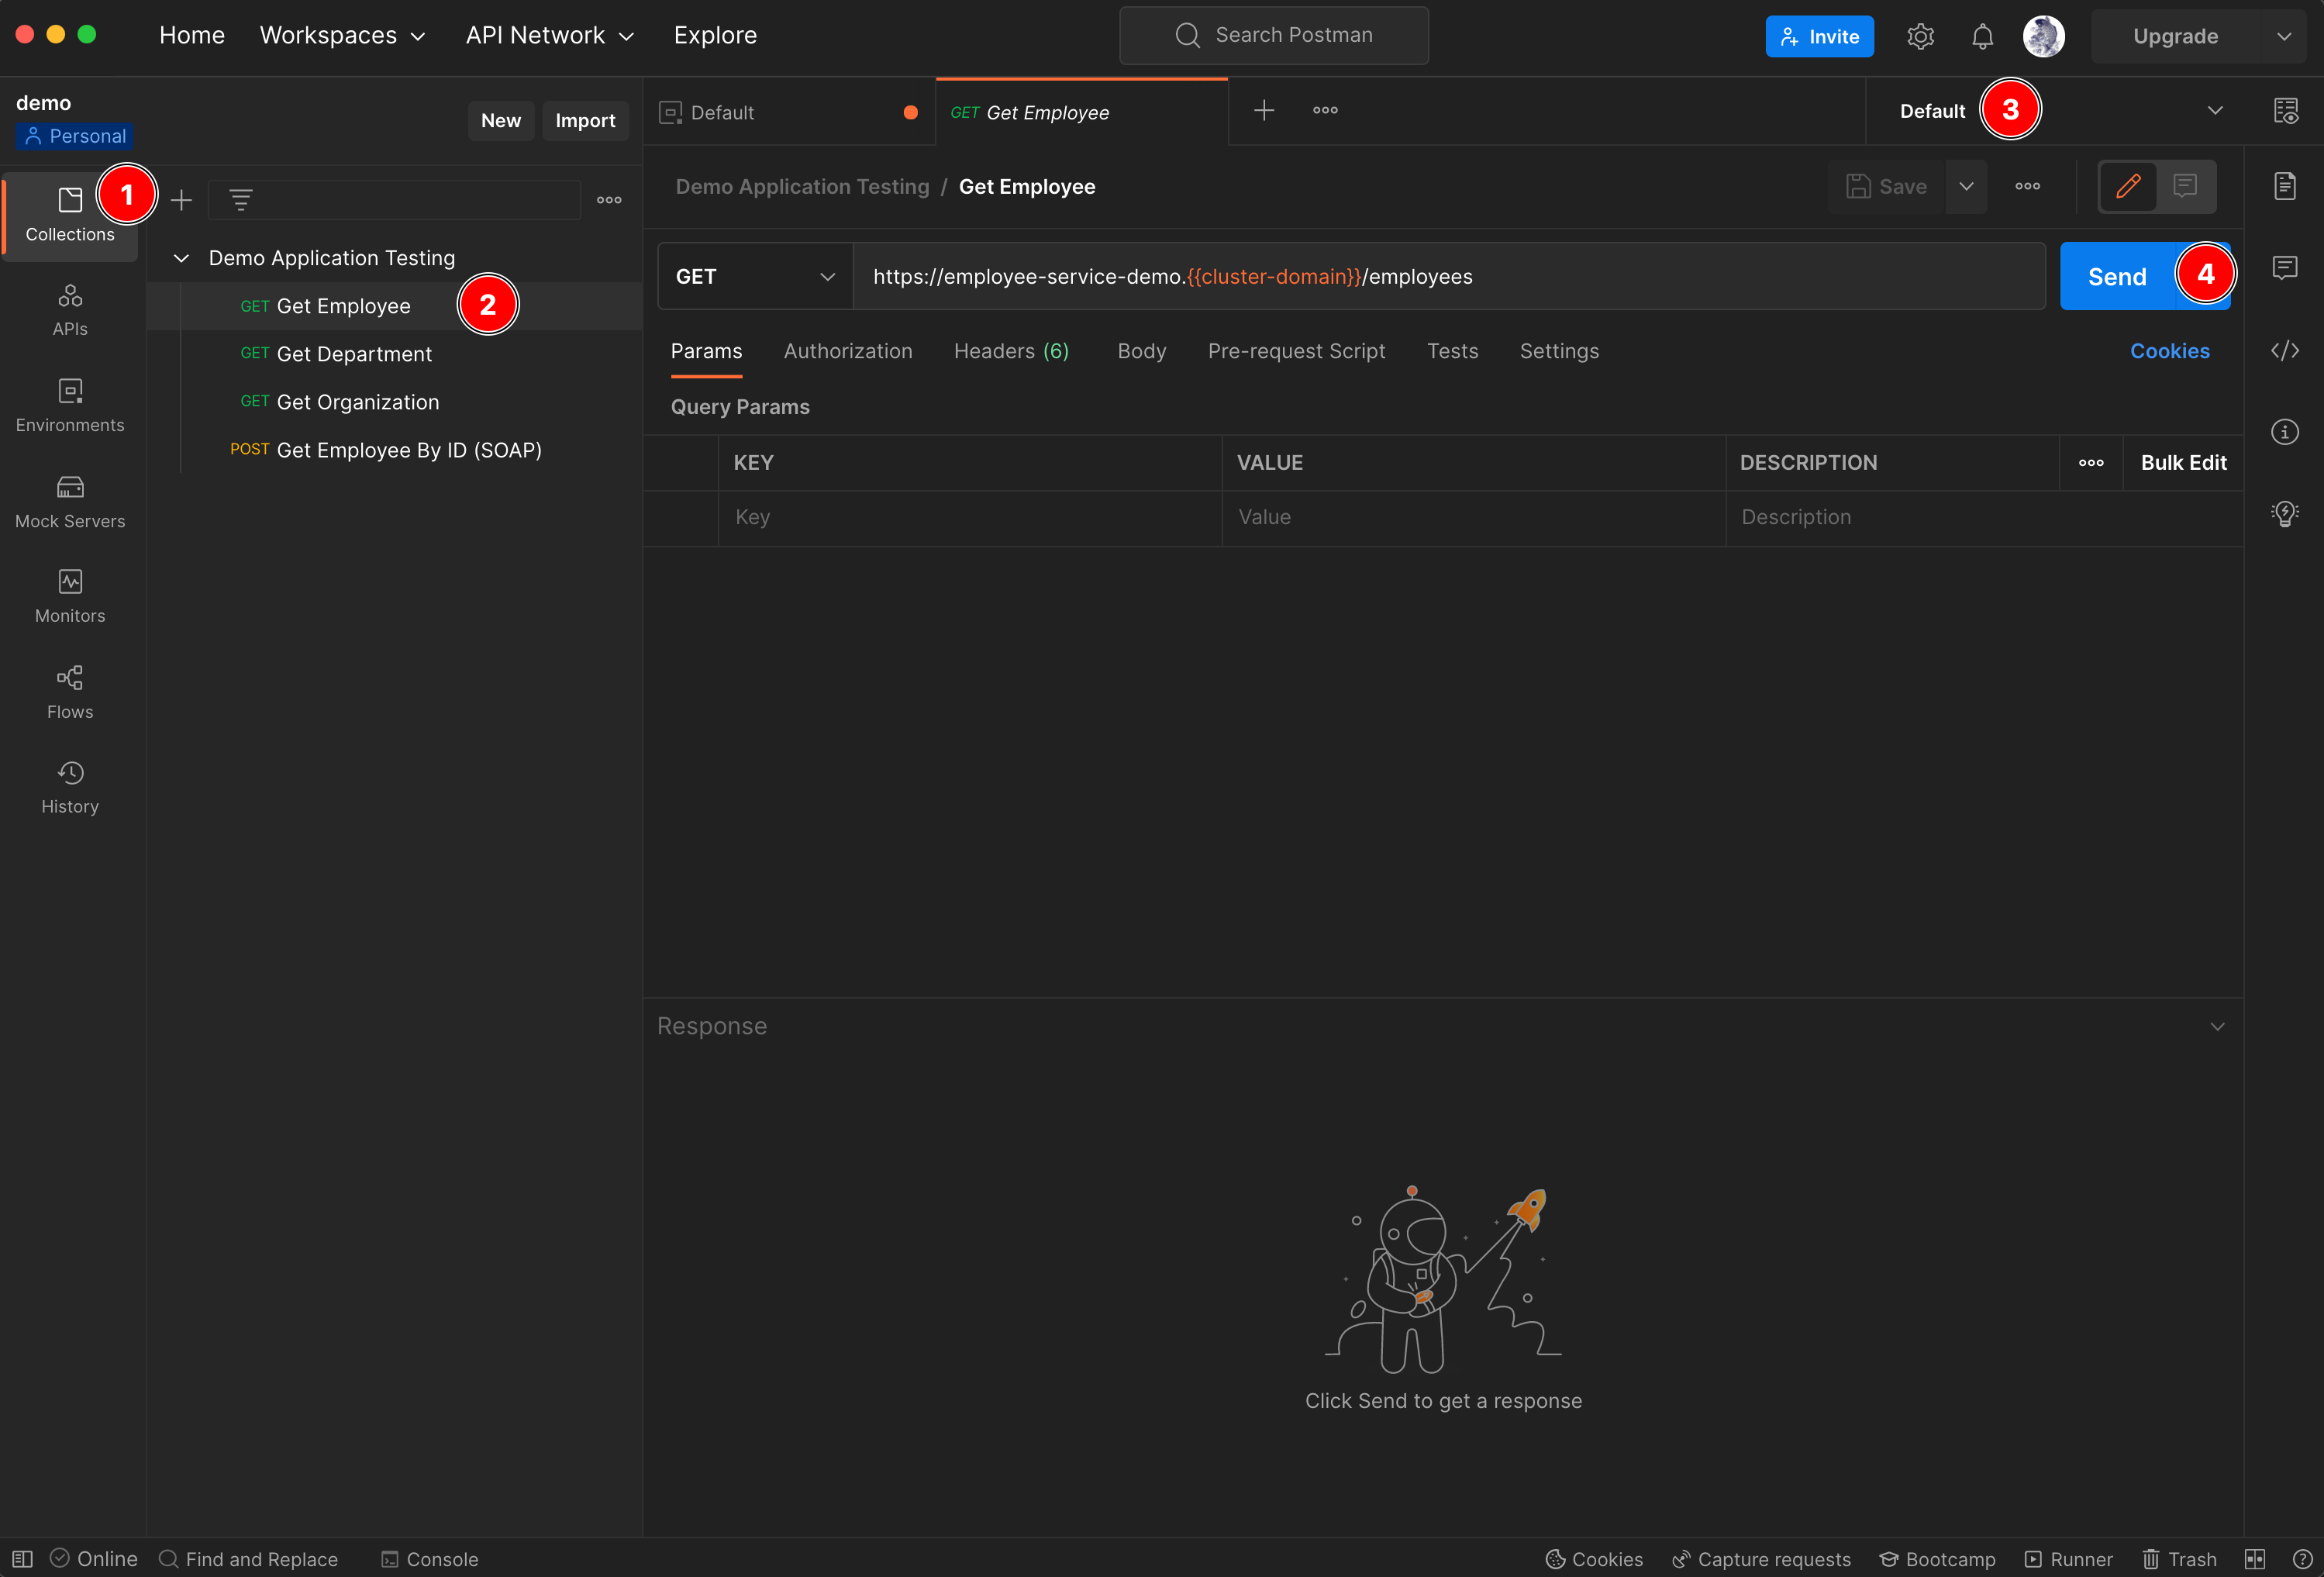 Home Workspaces API Network Explore Search Postman Invite Upgrade
demo
Personal
New Import
Default GET Get Employee Default 3
1
Collections
APIs
Environments
Mock Servers
Monitors
Flows
History
Demo Application Testing
GET Get Employee 2
GET Get Department
GET Get Organization
POST Get Employee By ID (SOAP)
Demo Application Testing / Get Employee Save
GET https://employee-service-demo.{{cluster-domain}}/employees Send 4
Params Authorization Headers (6) Body Pre-request Script Tests Settings Cookies
Query Params
KEY VALUE DESCRIPTION Bulk Edit
Key Value Description
Response
Click Send to get a response
Online Find and Replace Console Cookies Capture requests Bootcamp Runner Trash